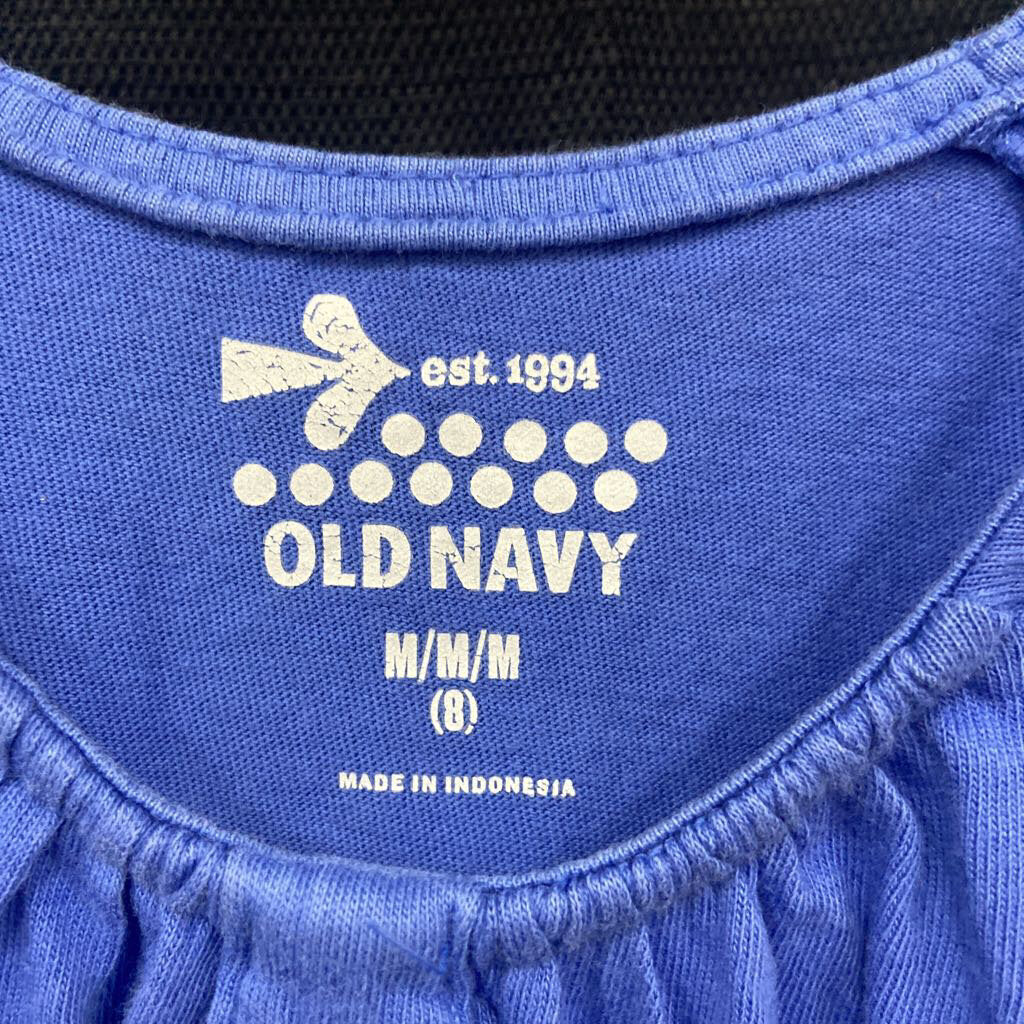 est. 1994
OLD NAVY
M/M/M
(8)
MADE IN INDONESIA